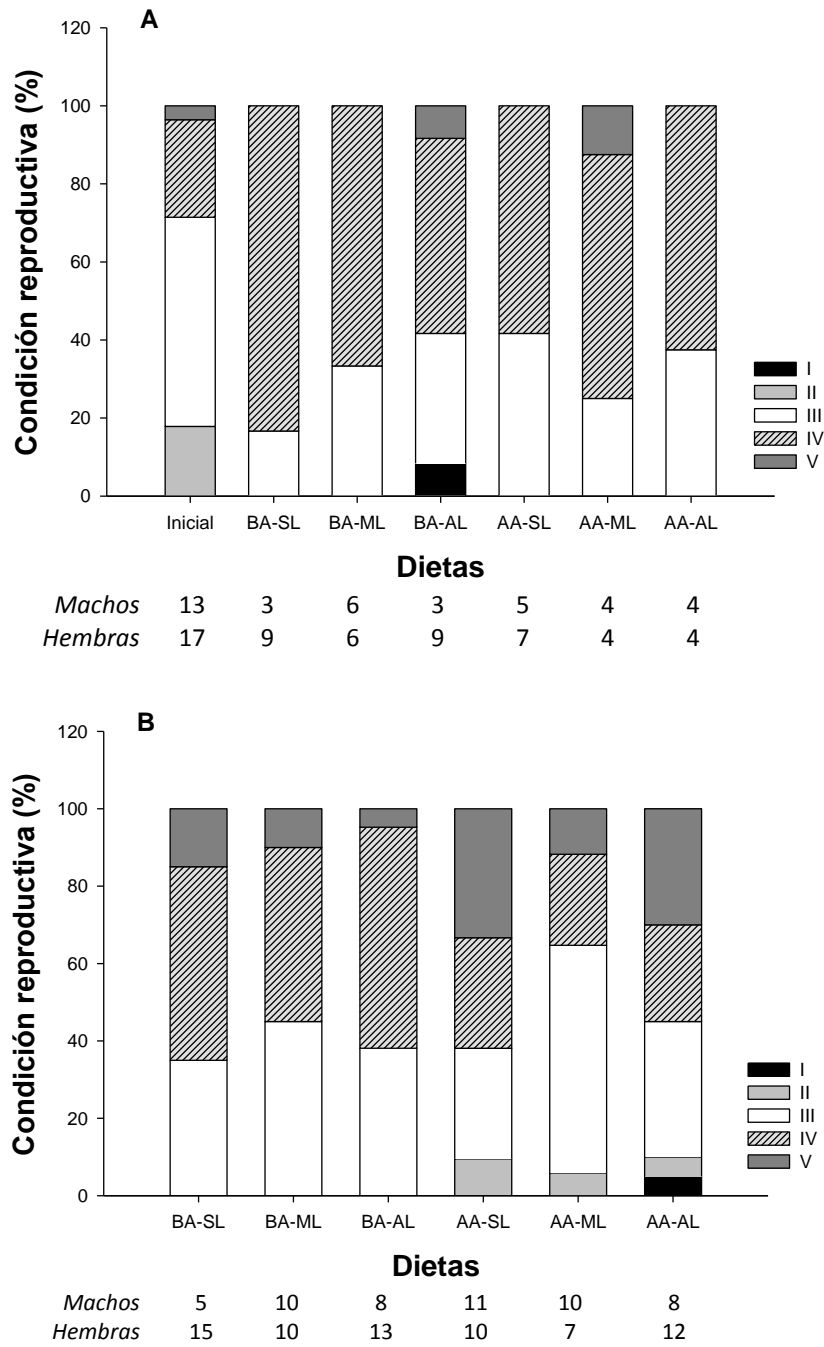 A
120
100
80
60
40
20
0
Condición reproductiva (%)
I
II
III
IV
V
Inicial BA-SL BA-ML BA-AL AA-SL AA-ML AA-AL
Dietas
Machos 13 3 6 3 5 4 4
Hembras 17 9 6 9 7 4 4
B
120
100
80
60
40
20
0
Condición reproductiva (%)
I
II
III
IV
V
BA-SL BA-ML BA-AL AA-SL AA-ML AA-AL
Dietas
Machos 5 10 8 11 10 8
Hembras 15 10 13 10 7 12